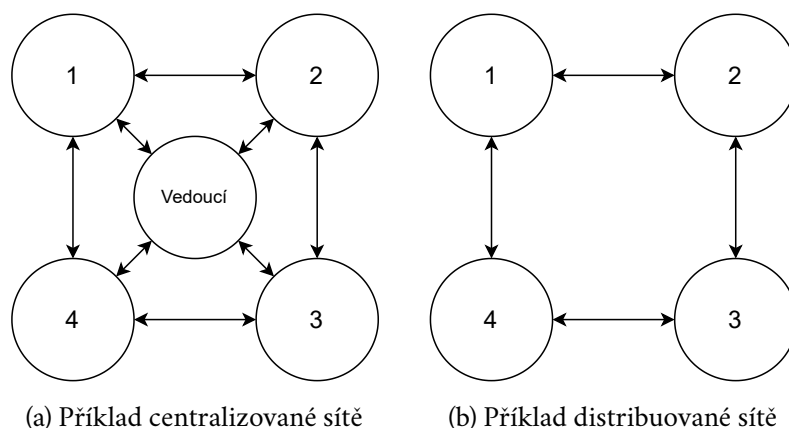 1
2
Vedoucí
4
3
(a) Příklad centralizované sítě
1
2
4
3
(b) Příklad distribuované sítě